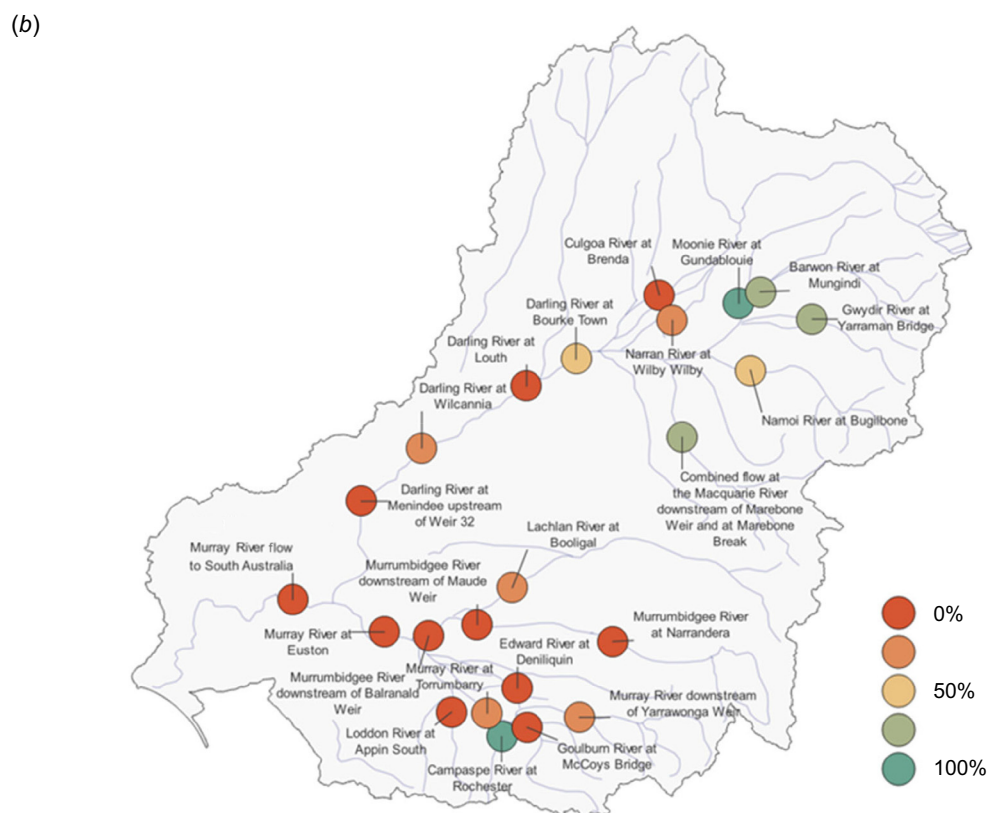 (b)
Culgoa River at
Brenda
Moonie River at
Gundablouie
Barwon River at
Mungindi
Gwydir River at
Yarraman Bridge
Darling River at
Bourke Town
Darling River at
Louth
Narran River at
Wilby Wilby
Darling River at
Wilcannia
Namoi River at Bugilbone
Combined flow at
the Macquarie River
downstream of Marebone
Weir and at Marebone
Break
Darling River at
Menindee upstream
of Weir 32
Lachlan River at
Booligal
Murray River flow
to South Australia
Murrumbidgee River
downstream of Maude
Weir
Murrumbidgee River
at Narrandera
Murray River at
Euston
Edward River at
Deniliquin
Murrumbidgee River
downstream of Balranald
Weir
Murray River at
Torrumbarry
Murray River downstream
of Yarrawonga Weir
Loddon River at
Appin South
Goulburn River at
McCoys Bridge
Campaspe River at
Rochester
0%
50%
100%